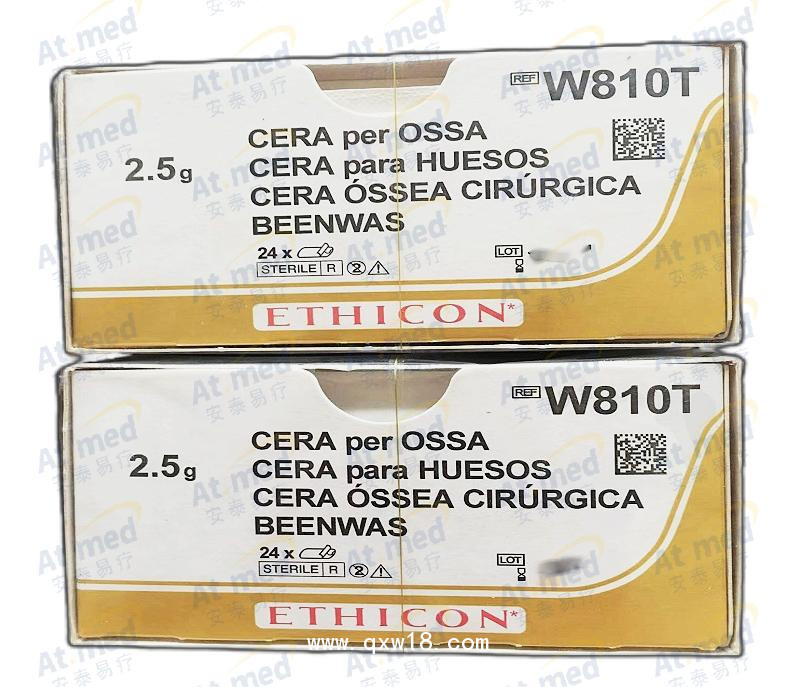 At med
安泰易疗
REF W810T
2.5g
CERA per OSSA
CERA para HUESOS
CERA ÓSSEA CIRÚRGICA
BEENWAS
24 x
STERILE R
LOT
ETHICON*
REF W810T
2.5g
CERA per OSSA
CERA para HUESOS
CERA ÓSSEA CIRÚRGICA
BEENWAS
24 x
STERILE R
LOT
ETHICON*
www.qxw18.com